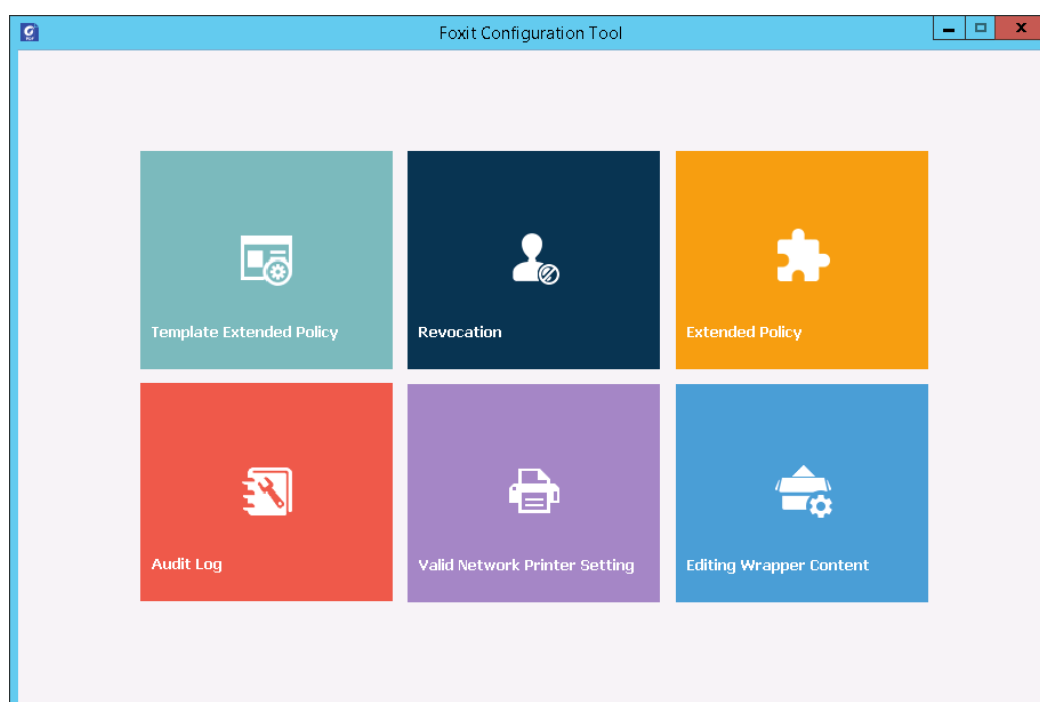 Foxit Configuration Tool
Template Extended Policy
Revocation
Extended Policy
Audit Log
Valid Network Printer Setting
Editing Wrapper Content